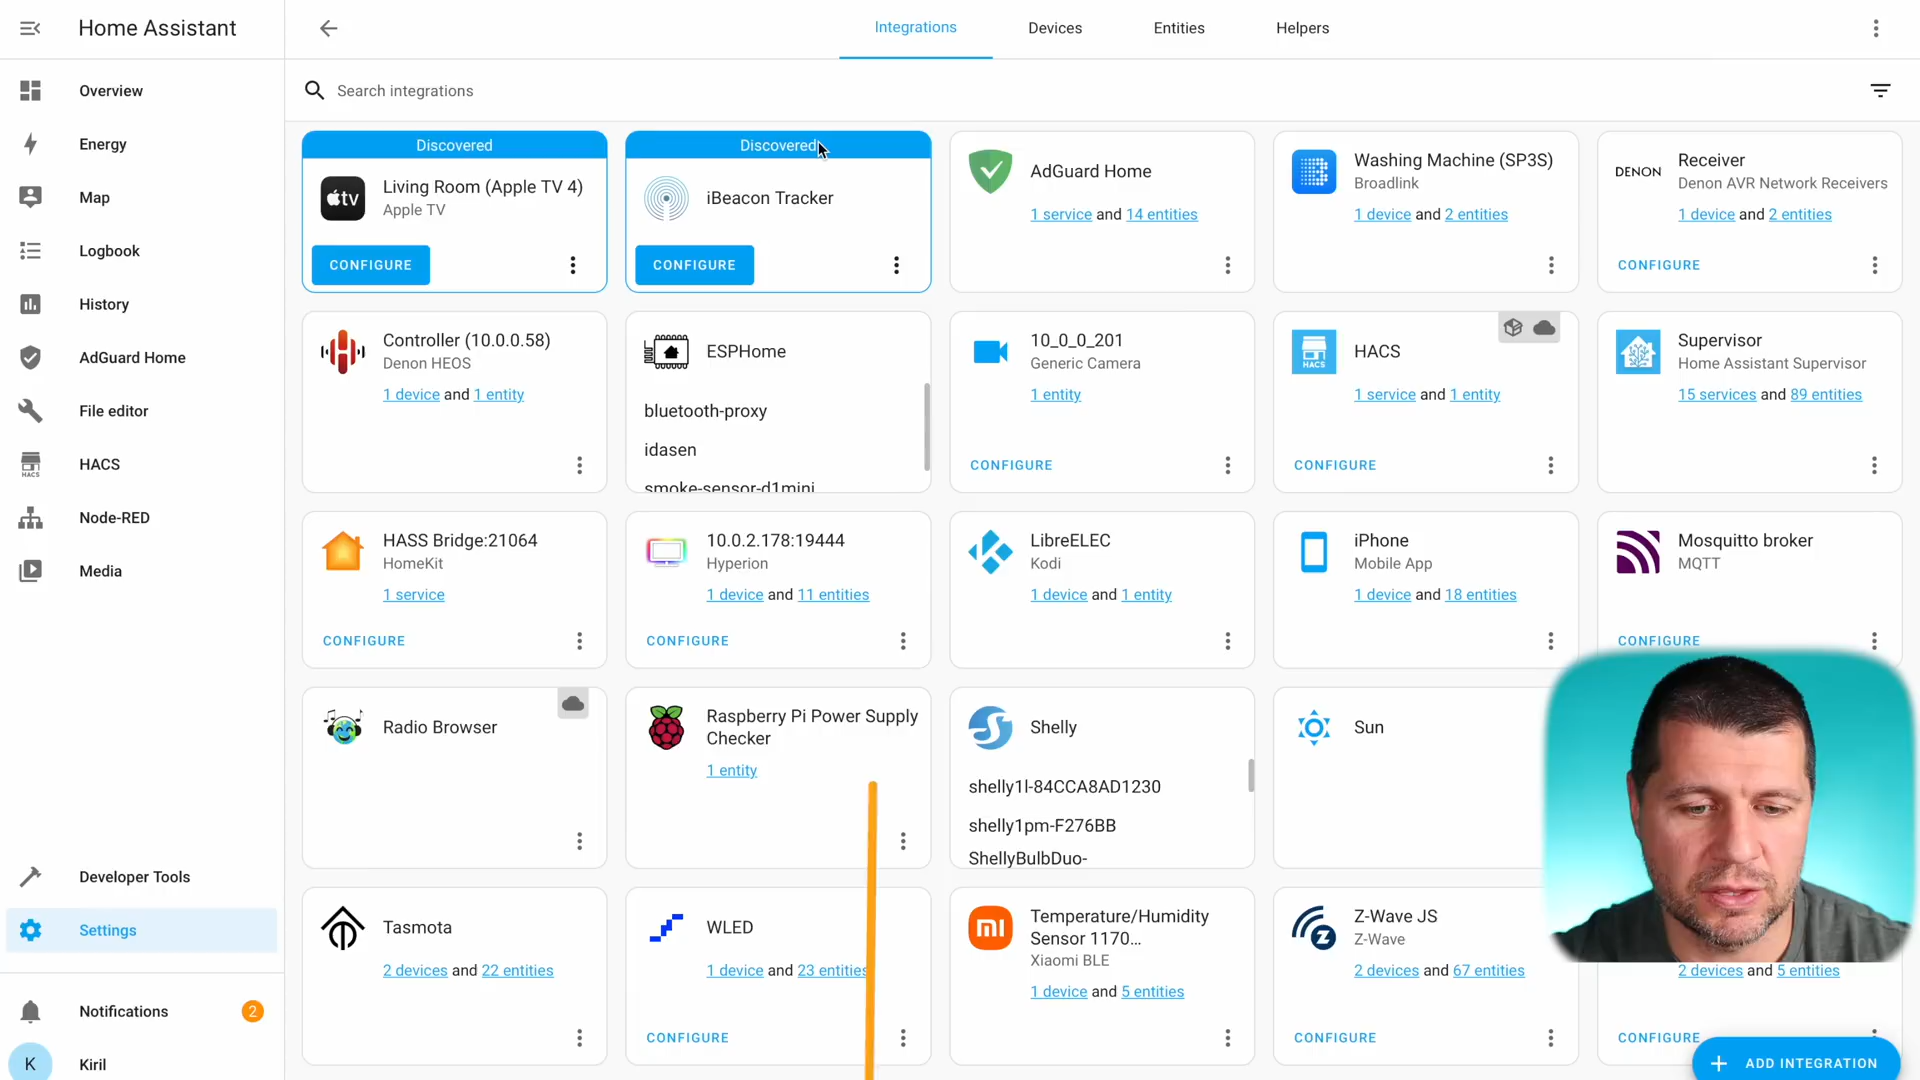 Home Assistant
Integrations
Devices
Entities
Helpers
Search integrations
Overview
Energy
Map
Logbook
History
AdGuard Home
File editor
HACS
HACS
Node-RED
Media
Developer Tools
Settings
Notifications
2
K
Kiril
Discovered
tv
Living Room (Apple TV 4)
Apple TV
CONFIGURE
Discovered
iBeacon Tracker
CONFIGURE
AdGuard Home
1 service and 14 entities
Washing Machine (SP3S)
Broadlink
1 device and 2 entities
DENON
Receiver
Denon AVR Network Receivers
1 device and 2 entities
CONFIGURE
Controller (10.0.0.58)
Denon HEOS
1 device and 1 entity
ESPHome
bluetooth-proxy
idasen
smoke-sensor-d1mini
10_0_0_201
Generic Camera
1 entity
CONFIGURE
HACS
HACS
1 service and 1 entity
CONFIGURE
Supervisor
Home Assistant Supervisor
15 services and 89 entities
HASS Bridge:21064
HomeKit
1 service
CONFIGURE
10.0.2.178:19444
Hyperion
1 device and 11 entities
CONFIGURE
LibreELEC
Kodi
1 device and 1 entity
iPhone
Mobile App
1 device and 18 entities
Mosquitto broker
MQTT
CONFIGURE
Radio Browser
Raspberry Pi Power Supply
Checker
1 entity
Shelly
shelly1l-84CCA8AD1230
shelly1pm-F276BB
ShellyBulbDuo-
Sun
Tasmota
2 devices and 22 entities
WLED
1 device and 23 entities
CONFIGURE
mi
Temperature/Humidity
Sensor 1170...
Xiaomi BLE
1 device and 5 entities
Z
Z-Wave JS
Z-Wave
2 devices and 67 entities
CONFIGURE
2 devices and 5 entities
CONFIGURE
ADD INTEGRATION